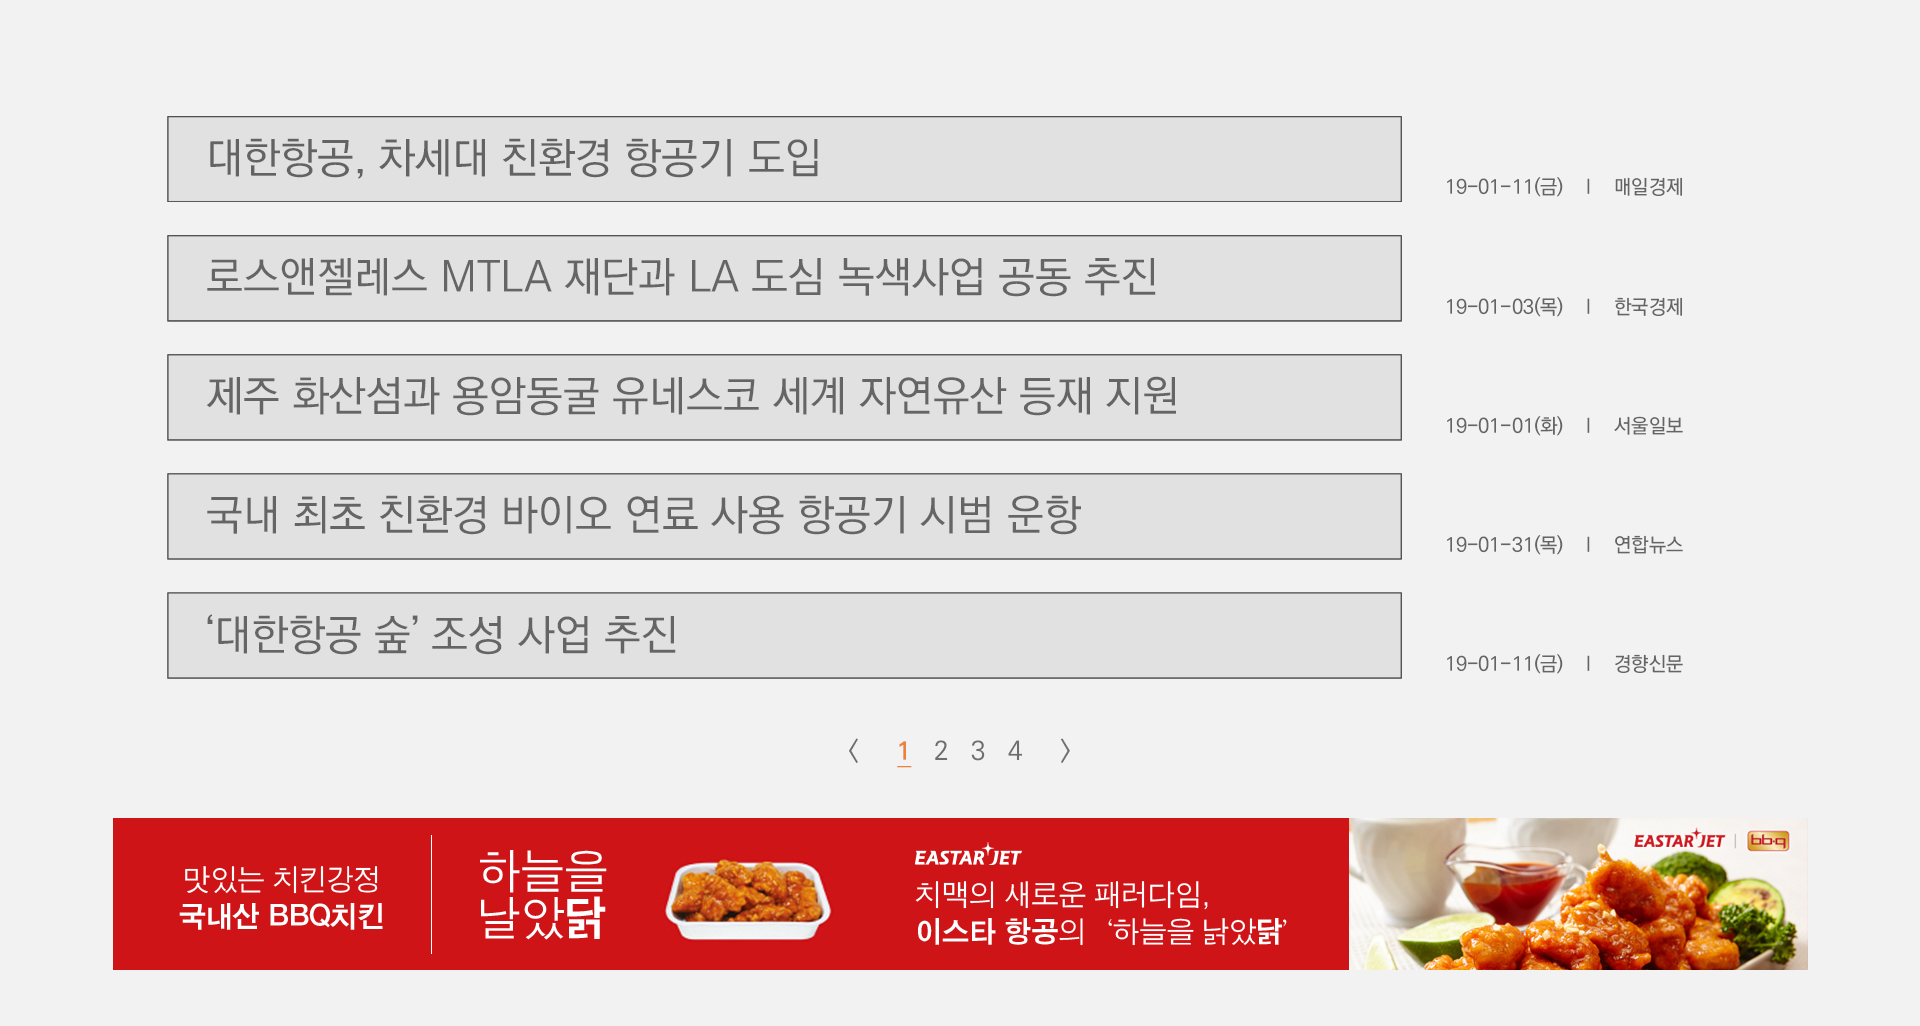 대한항공, 차세대 친환경 항공기 도입
19-01-11(금) | 매일경제
로스앤젤레스 MTLA 재단과 LA 도심 녹색사업 공동 추진
19-01-03(목) | 한국경제
제주 화산섬과 용암동굴 유네스코 세계 자연유산 등재 지원
19-01-01(화) | 서울일보
국내 최초 친환경 바이오 연료 사용 항공기 시범 운항
19-01-31(목) | 연합뉴스
‘대한항공 숲’ 조성 사업 추진
19-01-11(금) | 경향신문
〈 1 2 3 4 〉
맛있는 치킨강정
국내산 BBQ치킨
하늘을
날았닭
EASTAR JET
치맥의 새로운 패러다임,
이스타 항공의 ‘하늘을 낡았닭’
EASTAR JET | bb.q